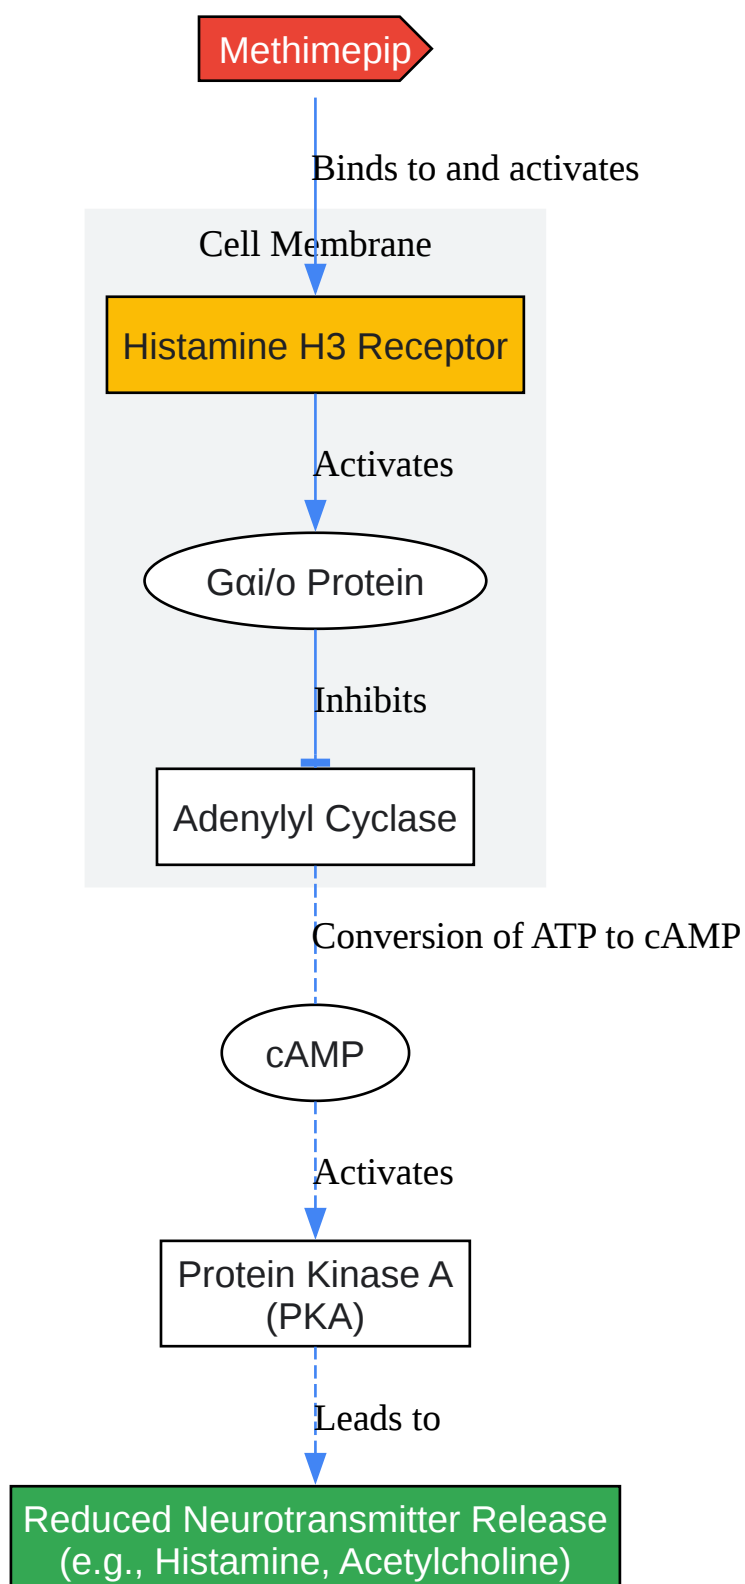 Methimepip
Binds to and activates
Cell Membrane
Histamine H3 Receptor
Activates
Gαi/o Protein
Inhibits
Adenylyl Cyclase
Conversion of ATP to cAMP
cAMP
Activates
Protein Kinase A
(PKA)
Leads to
Reduced Neurotransmitter Release
(e.g., Histamine, Acetylcholine)